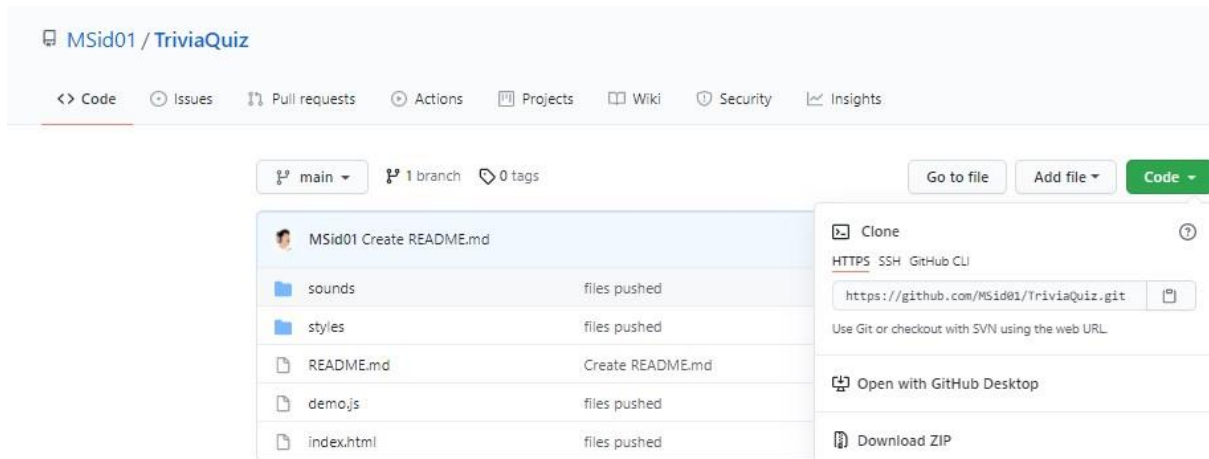 MSid01 / TriviaQuiz
<> Code Issues Pull requests Actions Projects Wiki Security Insights
main 1 branch 0 tags Go to file Add file Code
MSid01 Create README.md
sounds files pushed
styles files pushed
README.md Create README.md
demo.js files pushed
index.html files pushed
Clone
HTTPS SSH GitHub CLI
https://github.com/MSid01/TriviaQuiz.git
Use Git or checkout with SVN using the web URL.
Open with GitHub Desktop
Download ZIP